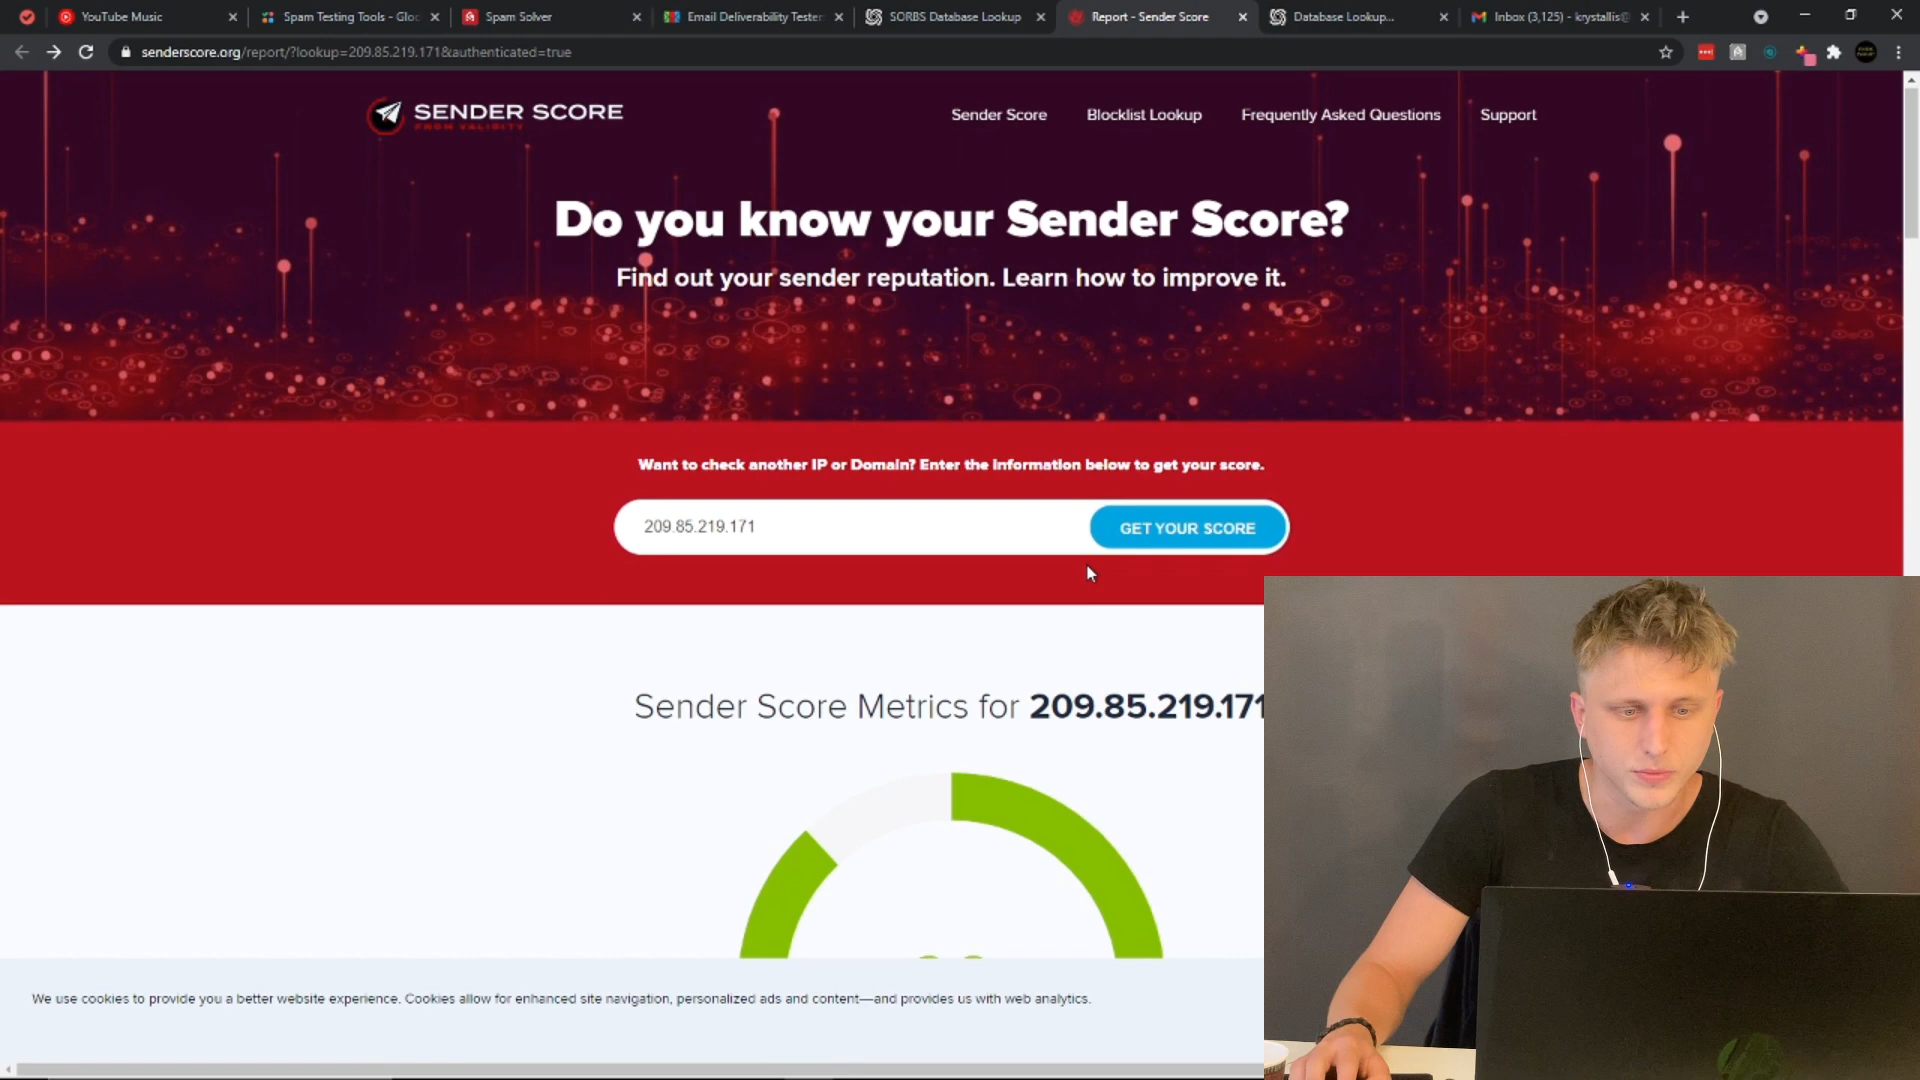 YouTube Music
Spam Testing Tools - Gloc
Spam Solver
Email Deliverability Tester
SORBS Database Lookup
Report - Sender Score
Database Lookup...
Inbox (3,125) - krystallis@
senderscore.org/report/?lookup=209.85.219.171&authenticated=true
SENDER SCORE
FROM VALIDITY
Sender Score
Blocklist Lookup
Frequently Asked Questions
Support
Do you know your Sender Score?
Find out your sender reputation. Learn how to improve it.
Want to check another IP or Domain? Enter the information below to get your score.
209.85.219.171
GET YOUR SCORE
Sender Score Metrics for 209.85.219.171
We use cookies to provide you a better website experience. Cookies allow for enhanced site navigation, personalized ads and content—and provides us with web analytics.